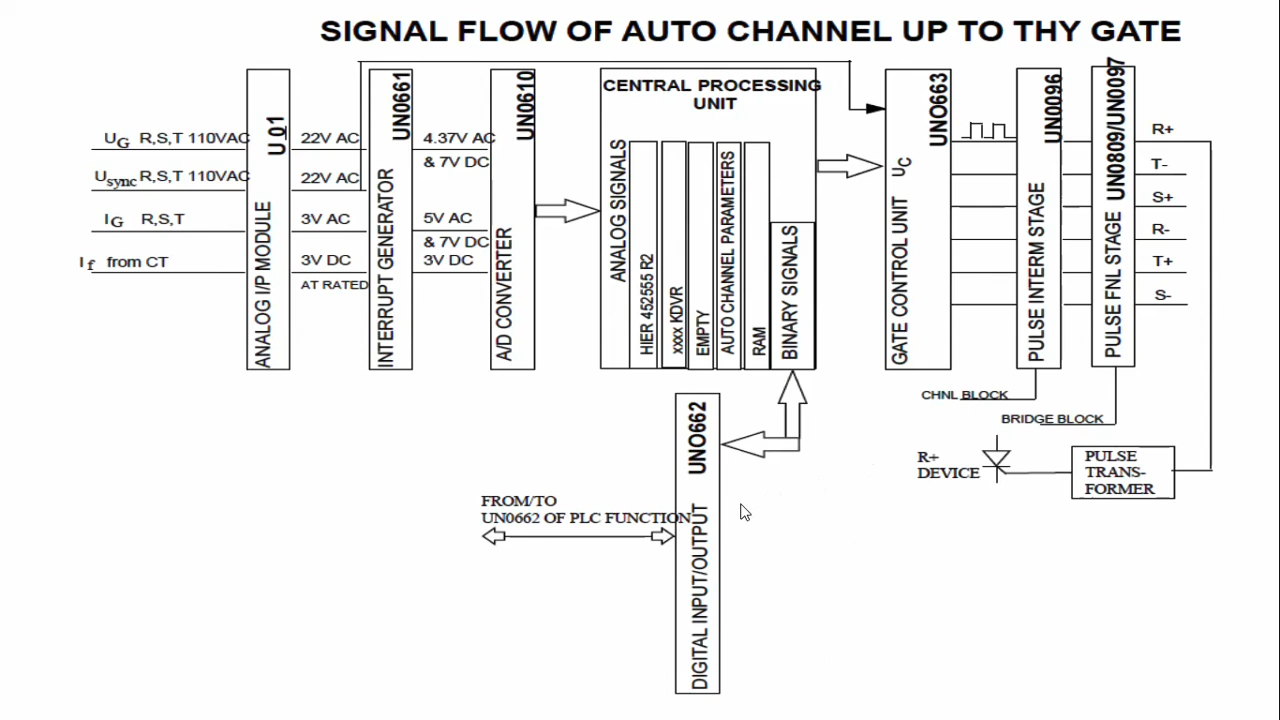 SIGNAL FLOW OF AUTO CHANNEL UP TO THY GATE
UG R,S,T 110VAC
Usync R,S,T 110VAC
IG R,S,T
If from CT
U 01
ANALOG I/P MODULE
22V AC
22V AC
3V AC
3V DC
AT RATED
UN0661
INTERRUPT GENERATOR
4.37V AC
& 7V DC
5V AC
& 7V DC
3V DC
UN0610
A/D CONVERTER
CENTRAL PROCESSING
UNIT
ANALOG SIGNALS
HIER 452555 R2
xxxx KDVR
EMPTY
AUTO CHANNEL PARAMETERS
RAM
BINARY SIGNALS
UNO663
GATE CONTROL UNIT UC
UN0096
PULSE INTERM STAGE
UN0809/UN0097
PULSE FNL STAGE
R+
T-
S+
R-
T+
S-
CHNL BLOCK
BRIDGE BLOCK
R+
DEVICE
PULSE
TRANS-
FORMER
UNO662
DIGITAL INPUT/OUTPUT
FROM/TO
UN0662 OF PLC FUNCTION